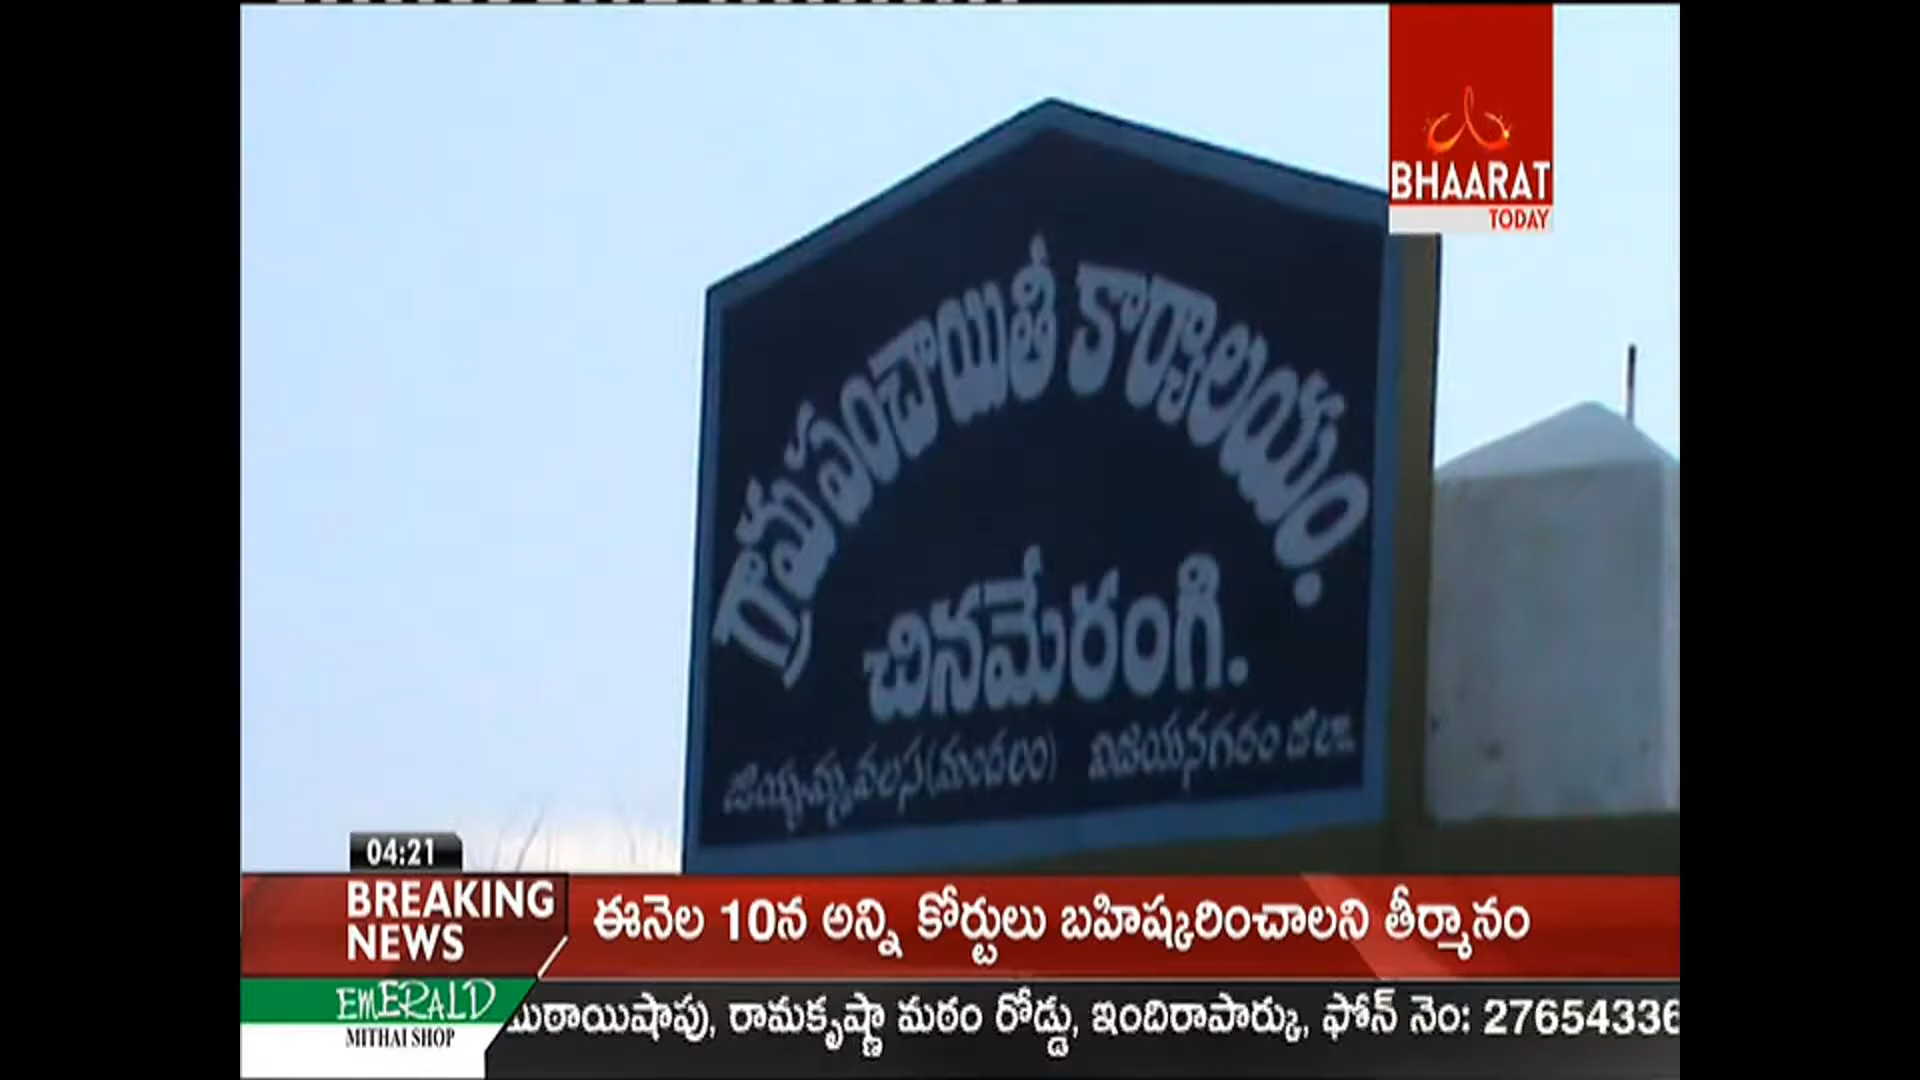 BHAARAT
TODAY
గ్రామ పంచాయితీ కార్యాలయం.
చినమేరంగి.
జియ్యమ్మవలస(మండలం) విజయనగరం జిల్లా
04:21
BREAKING
NEWS
ఈనెల 10న అన్ని కోర్టులు బహిష్కరించాలని తీర్మానం
EMERALD
MITHAI SHOP
మిఠాయిషాపు, రామకృష్ణా మఠం రోడ్డు, ఇందిరాపార్కు, ఫోన్ నెం: 27654336